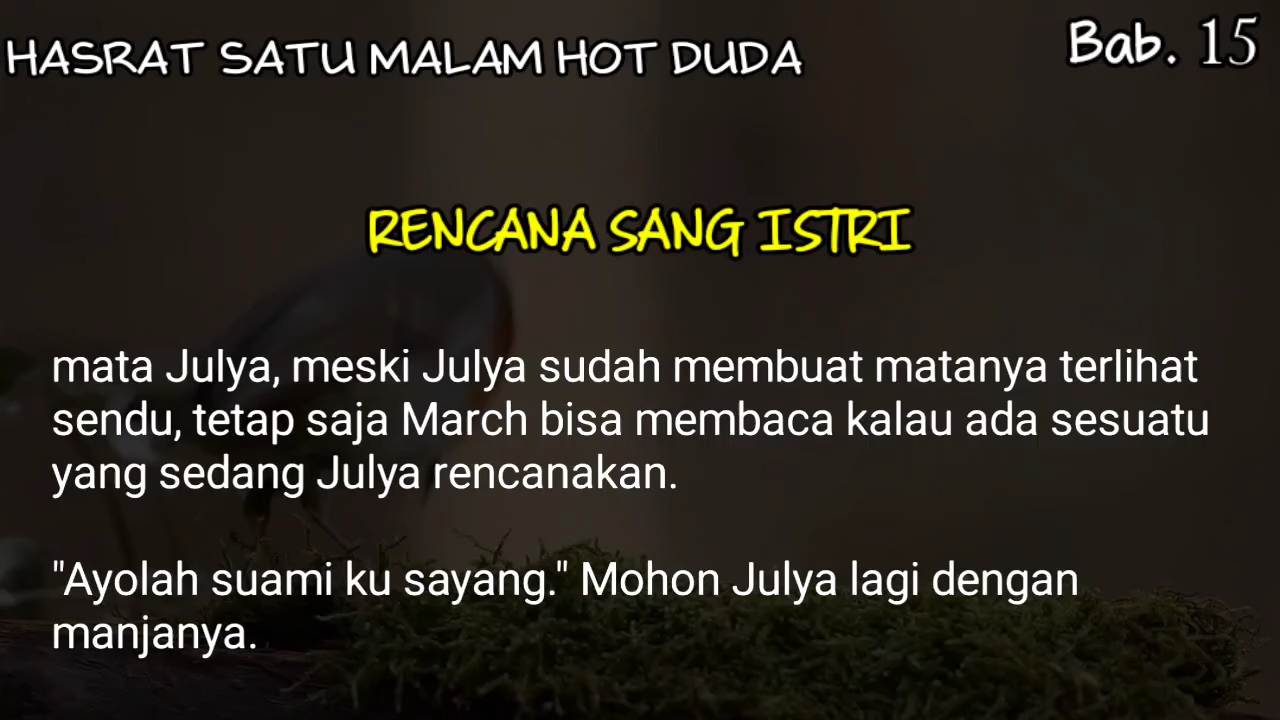 HASRAT SATU MALAM HOT DUDA
Bab. 15
RENCANA SANG ISTRI
mata Julya, meski Julya sudah membuat matanya terlihat
sendu, tetap saja March bisa membaca kalau ada sesuatu
yang sedang Julya rencanakan.
"Ayolah suami ku sayang." Mohon Julya lagi dengan
manjanya.